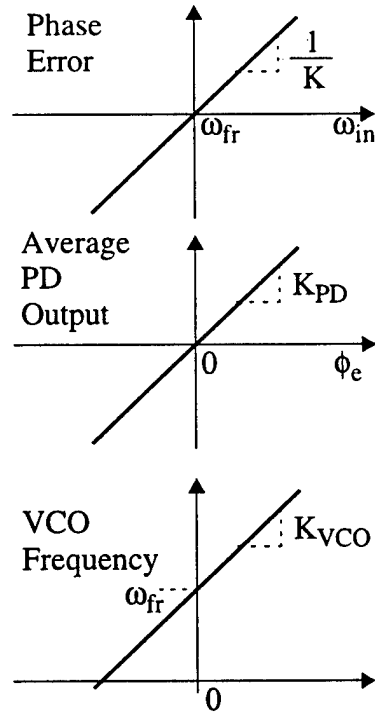 Phase
Error
1
K
ω_fr
ω_in
Average
PD
Output
K_PD
0
ϕ_e
VCO
Frequency
K_VCO
ω_fr
0